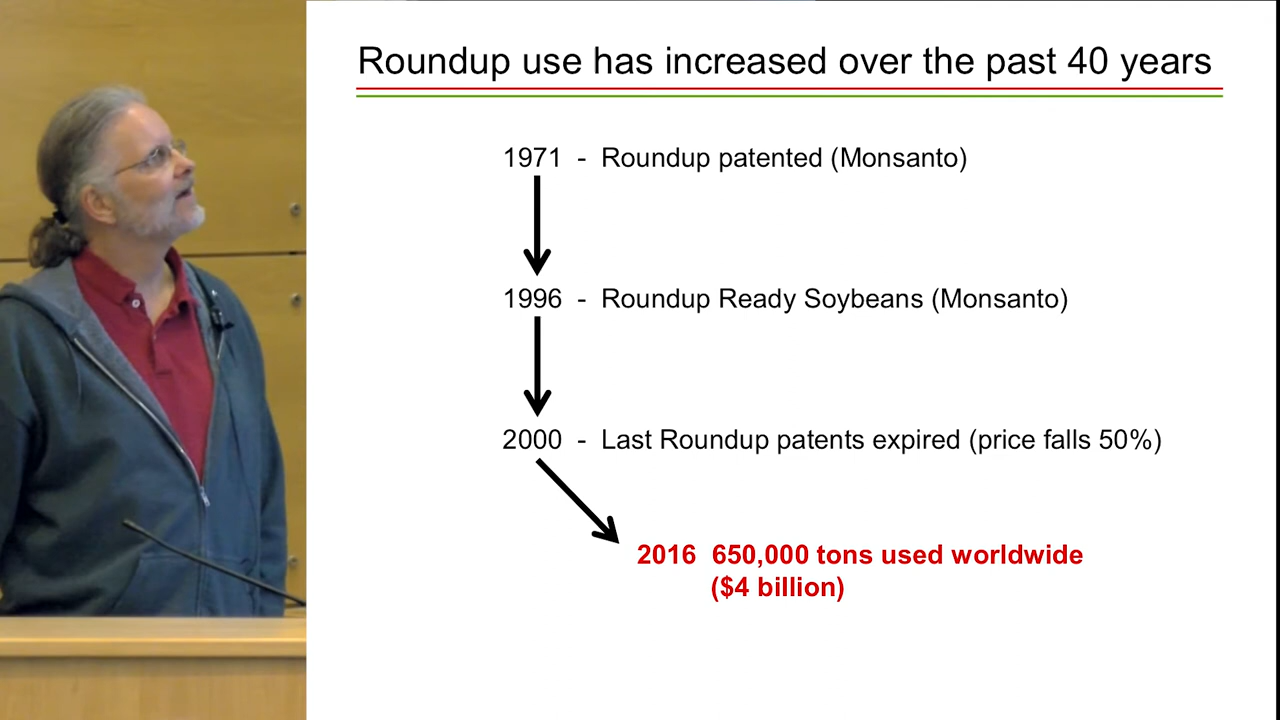 Roundup use has increased over the past 40 years
1971 - Roundup patented (Monsanto)
1996 - Roundup Ready Soybeans (Monsanto)
2000 - Last Roundup patents expired (price falls 50%)
2016 650,000 tons used worldwide
($4 billion)